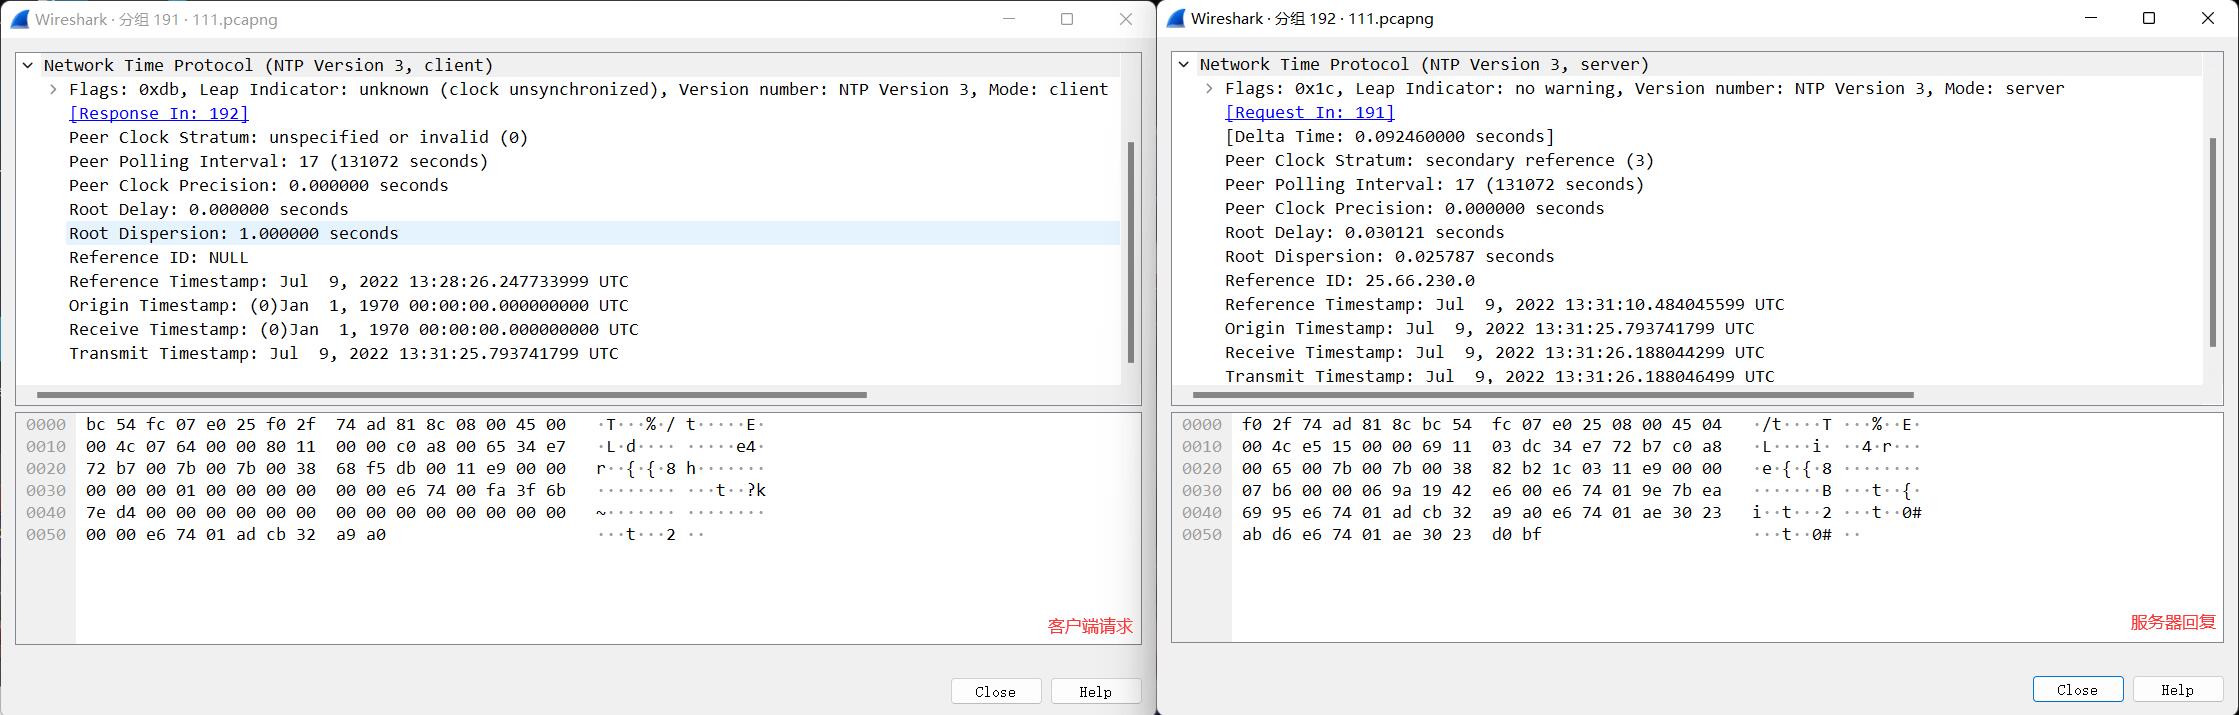 Wireshark · 分组 191 · 111.pcapng
Network Time Protocol (NTP Version 3, client)
Flags: 0xdb, Leap Indicator: unknown (clock unsynchronized), Version number: NTP Version 3, Mode: client
[Response In: 192]
Peer Clock Stratum: unspecified or invalid (0)
Peer Polling Interval: 17 (131072 seconds)
Peer Clock Precision: 0.000000 seconds
Root Delay: 0.000000 seconds
Root Dispersion: 1.000000 seconds
Reference ID: NULL
Reference Timestamp: Jul  9, 2022 13:28:26.247733999 UTC
Origin Timestamp: (0)Jan  1, 1970 00:00:00.000000000 UTC
Receive Timestamp: (0)Jan  1, 1970 00:00:00.000000000 UTC
Transmit Timestamp: Jul  9, 2022 13:31:25.793741799 UTC
0000 bc 54 fc 07 e0 25 f0 2f 74 ad 81 8c 08 00 45 00 ·T···%·/ t·····E·
0010 00 4c 07 64 00 00 80 11 00 00 c0 a8 00 65 34 e7 ·L·d···· ·····e4·
0020 72 b7 00 7b 00 7b 00 38 68 f5 db 00 11 e9 00 00 r··{·{·8 h·······
0030 00 00 00 01 00 00 00 00 00 00 e6 74 00 fa 3f 6b ········ ···t··?k
0040 7e d4 00 00 00 00 00 00 00 00 00 00 00 00 00 00 ~······· ········
0050 00 00 e6 74 01 ad cb 32 a9 a0 ···t···2 ··
客户端请求
Close
Help
Wireshark · 分组 192 · 111.pcapng
Network Time Protocol (NTP Version 3, server)
Flags: 0x1c, Leap Indicator: no warning, Version number: NTP Version 3, Mode: server
[Request In: 191]
[Delta Time: 0.092460000 seconds]
Peer Clock Stratum: secondary reference (3)
Peer Polling Interval: 17 (131072 seconds)
Peer Clock Precision: 0.000000 seconds
Root Delay: 0.030121 seconds
Root Dispersion: 0.025787 seconds
Reference ID: 25.66.230.0
Reference Timestamp: Jul  9, 2022 13:31:10.484045599 UTC
Origin Timestamp: Jul  9, 2022 13:31:25.793741799 UTC
Receive Timestamp: Jul  9, 2022 13:31:26.188044299 UTC
Transmit Timestamp: Jul  9, 2022 13:31:26.188046499 UTC
0000 f0 2f 74 ad 81 8c bc 54 fc 07 e0 25 08 00 45 04 ·/t····T ···%··E·
0010 00 4c e5 15 00 00 69 11 03 dc 34 e7 72 b7 c0 a8 ·L····i· ··4·r···
0020 00 65 00 7b 00 7b 00 38 82 b2 1c 03 11 e9 00 00 ·e·{·{·8 ········
0030 07 b6 00 00 06 9a 19 42 e6 00 e6 74 01 9e 7b ea ·······B ···t··{·
0040 69 95 e6 74 01 ad cb 32 a9 a0 e6 74 01 ae 30 23 i··t···2 ···t··0#
0050 ab d6 e6 74 01 ae 30 23 d0 bf ···t··0# ··
服务器回复
Close
Help